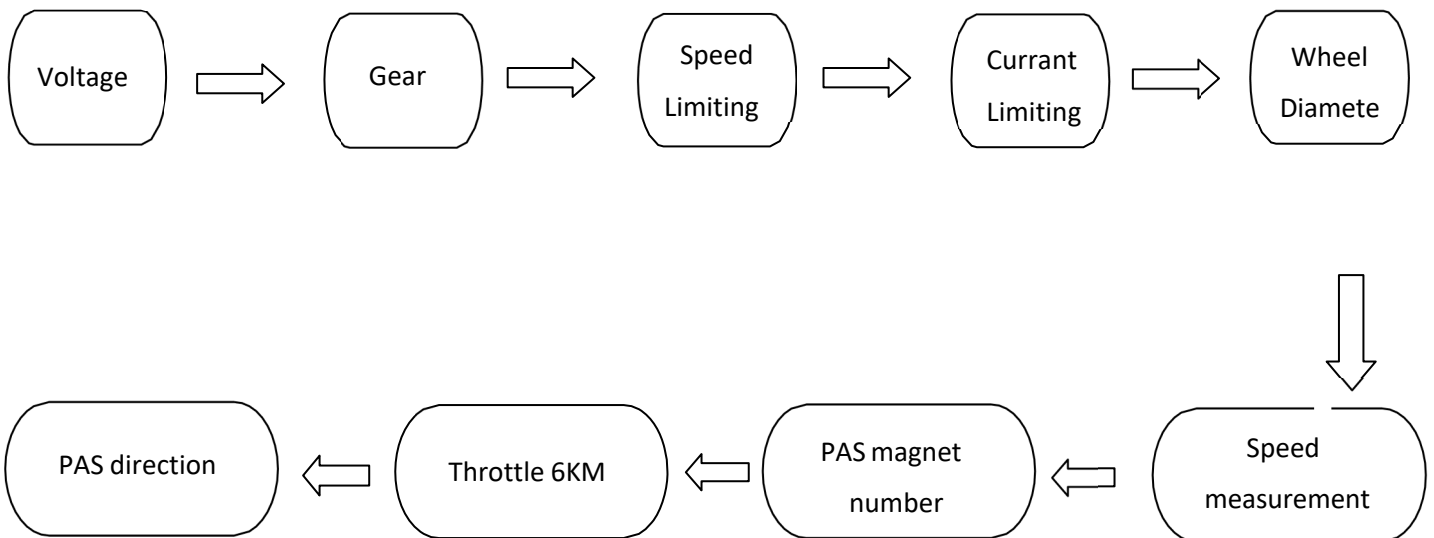 Voltage
Gear
Speed
Limiting
Currant
Limiting
Wheel
Diamete
Speed
measurement
PAS magnet
number
Throttle 6KM
PAS direction